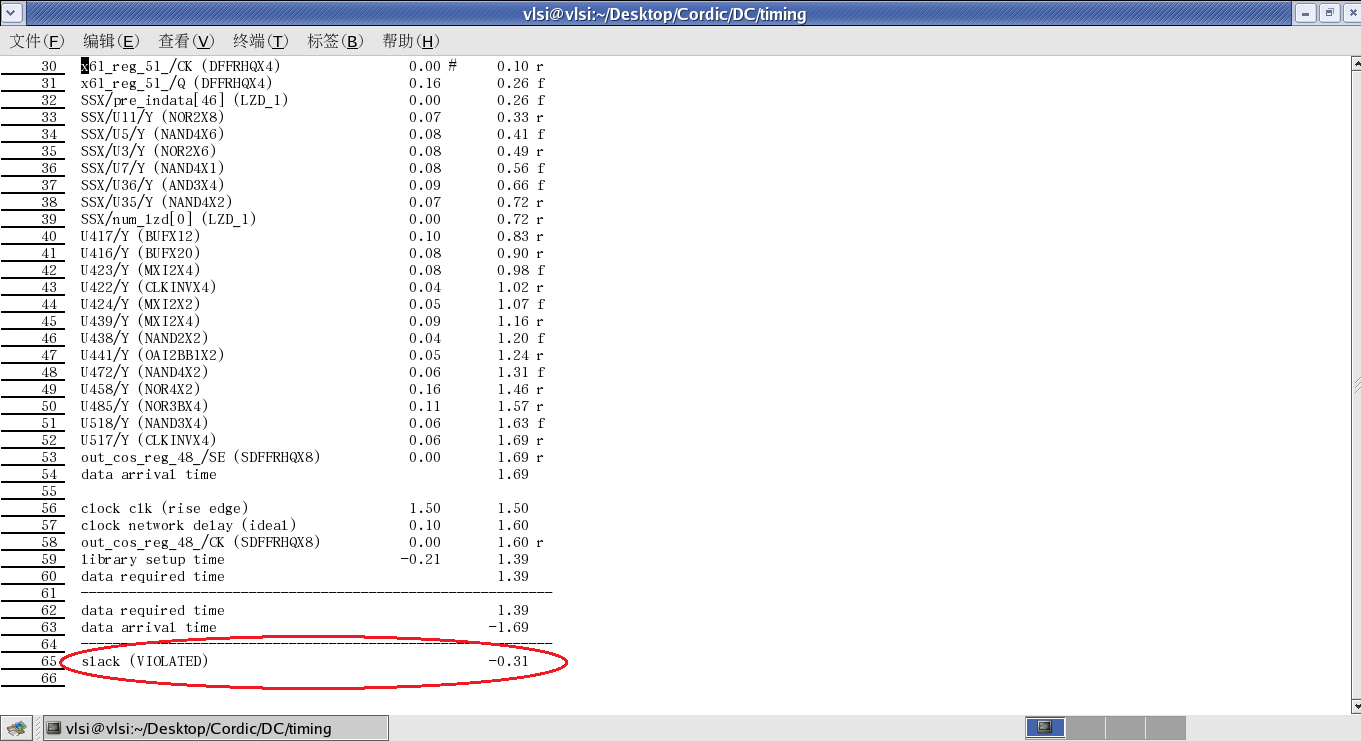 vlsi@vlsi:~/Desktop/Cordic/DC/timing
文件(F) 编辑(E) 查看(V) 终端(T) 标签(B) 帮助(H)
30 x61_reg_51_/CK (DFFRHQX4) 0.00 # 0.10 r
31 x61_reg_51_/Q (DFFRHQX4) 0.16 0.26 f
32 SSX/pre_indata[46] (LZD_1) 0.00 0.26 f
33 SSX/U11/Y (NOR2X8) 0.07 0.33 r
34 SSX/U5/Y (NAND4X6) 0.08 0.41 f
35 SSX/U3/Y (NOR2X6) 0.08 0.49 r
36 SSX/U7/Y (NAND4X1) 0.08 0.56 f
37 SSX/U36/Y (AND3X4) 0.09 0.66 f
38 SSX/U35/Y (NAND4X2) 0.07 0.72 r
39 SSX/num_lzd[0] (LZD_1) 0.00 0.72 r
40 U417/Y (BUFX12) 0.10 0.83 r
41 U416/Y (BUFX20) 0.08 0.90 r
42 U423/Y (MXI2X4) 0.08 0.98 f
43 U422/Y (CLKINVX4) 0.04 1.02 r
44 U424/Y (MXI2X2) 0.05 1.07 f
45 U439/Y (MXI2X4) 0.09 1.16 r
46 U438/Y (NAND2X2) 0.04 1.20 f
47 U441/Y (OAI2BB1X2) 0.05 1.24 r
48 U472/Y (NAND4X2) 0.06 1.31 f
49 U458/Y (NOR4X2) 0.16 1.46 r
50 U485/Y (NOR3BX4) 0.11 1.57 r
51 U518/Y (NAND3X4) 0.06 1.63 f
52 U517/Y (CLKINVX4) 0.06 1.69 r
53 out_cos_reg_48_/SE (SDFFRHQX8) 0.00 1.69 r
54 data arrival time 1.69
55
56 clock clk (rise edge) 1.50 1.50
57 clock network delay (ideal) 0.10 1.60
58 out_cos_reg_48_/CK (SDFFRHQX8) 0.00 1.60 r
59 library setup time -0.21 1.39
60 data required time 1.39
61 -----------------------------------------------------------
62 data required time 1.39
63 data arrival time -1.69
64 -----------------------------------------------------------
65 slack (VIOLATED) -0.31
66
vlsi@vlsi:~/Desktop/Cordic/DC/timing